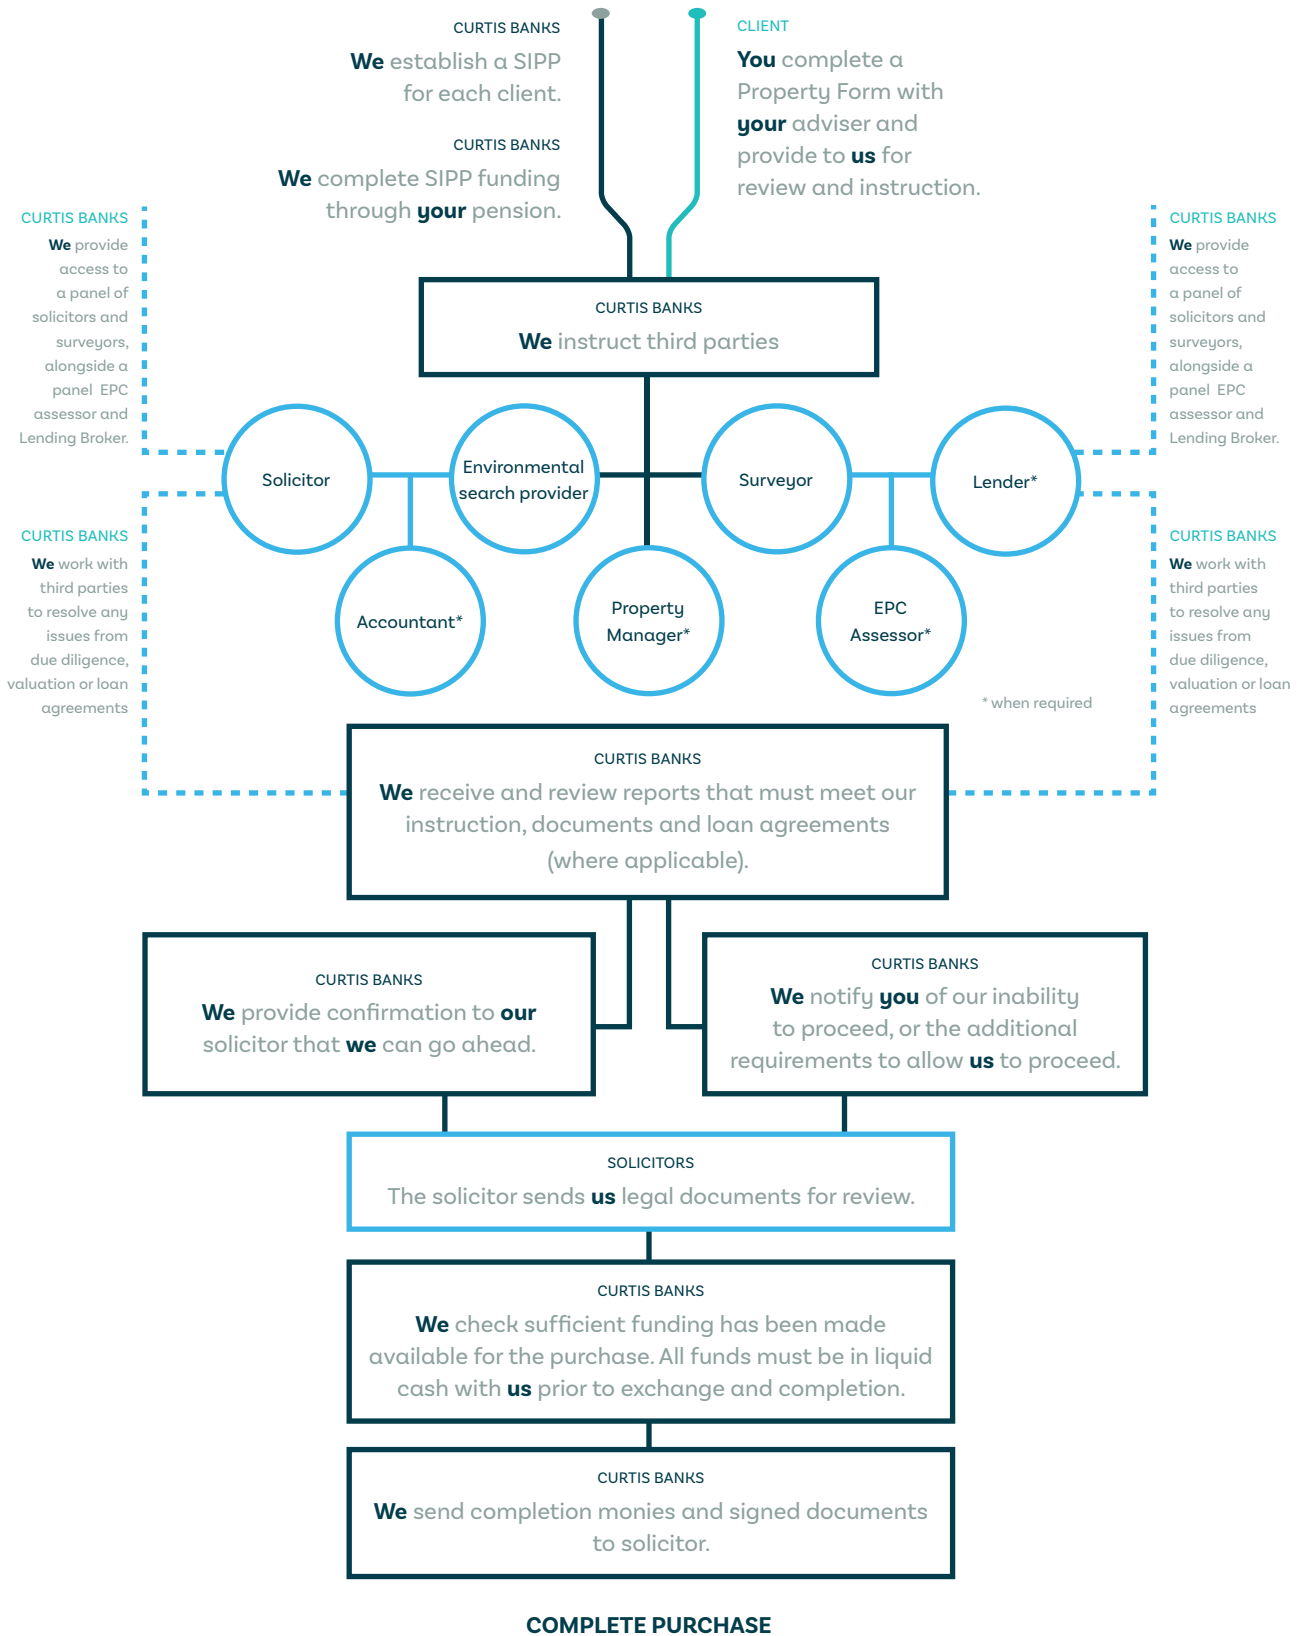 CURTIS BANKS
We establish a SIPP
for each client.
CURTIS BANKS
We complete SIPP funding
through your pension.
CLIENT
You complete a
Property Form with
your adviser and
provide to us for
review and instruction.
CURTIS BANKS
We provide
access to
a panel of
solicitors and
surveyors,
alongside a
panel EPC
assessor and
Lending Broker.
CURTIS BANKS
We provide
access to
a panel of
solicitors and
surveyors,
alongside a
panel EPC
assessor and
Lending Broker.
CURTIS BANKS
We instruct third parties
Solicitor
Environmental
search provider
Surveyor
Lender*
Accountant*
Property
Manager*
EPC
Assessor*
CURTIS BANKS
We work with
third parties
to resolve any
issues from
due diligence,
valuation or loan
agreements
CURTIS BANKS
We work with
third parties
to resolve any
issues from
due diligence,
valuation or loan
agreements
* when required
CURTIS BANKS
We receive and review reports that must meet our
instruction, documents and loan agreements
(where applicable).
CURTIS BANKS
We provide confirmation to our
solicitor that we can go ahead.
CURTIS BANKS
We notify you of our inability
to proceed, or the additional
requirements to allow us to proceed.
SOLICITORS
The solicitor sends us legal documents for review.
CURTIS BANKS
We check sufficient funding has been made
available for the purchase. All funds must be in liquid
cash with us prior to exchange and completion.
CURTIS BANKS
We send completion monies and signed documents
to solicitor.
COMPLETE PURCHASE